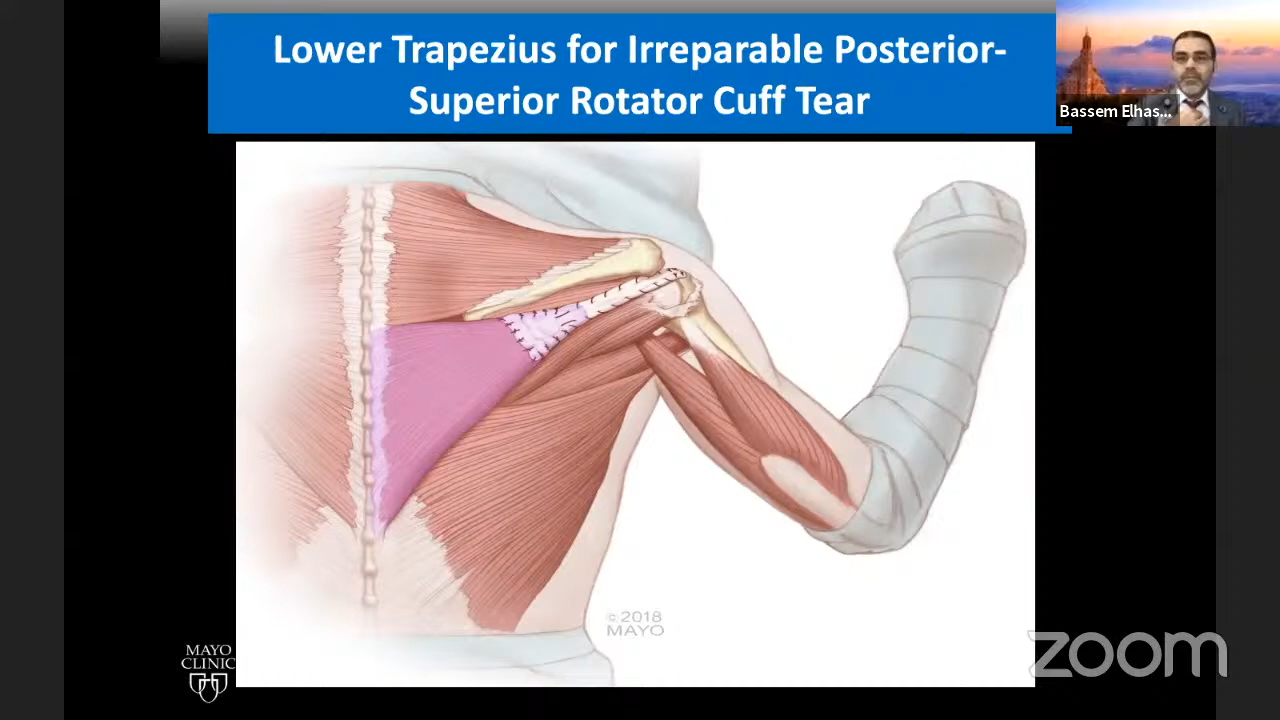 Lower Trapezius for Irreparable Posterior-
Superior Rotator Cuff Tear
Bassem Elhas...
© 2018
MAYO
MAYO
CLINIC
zoom